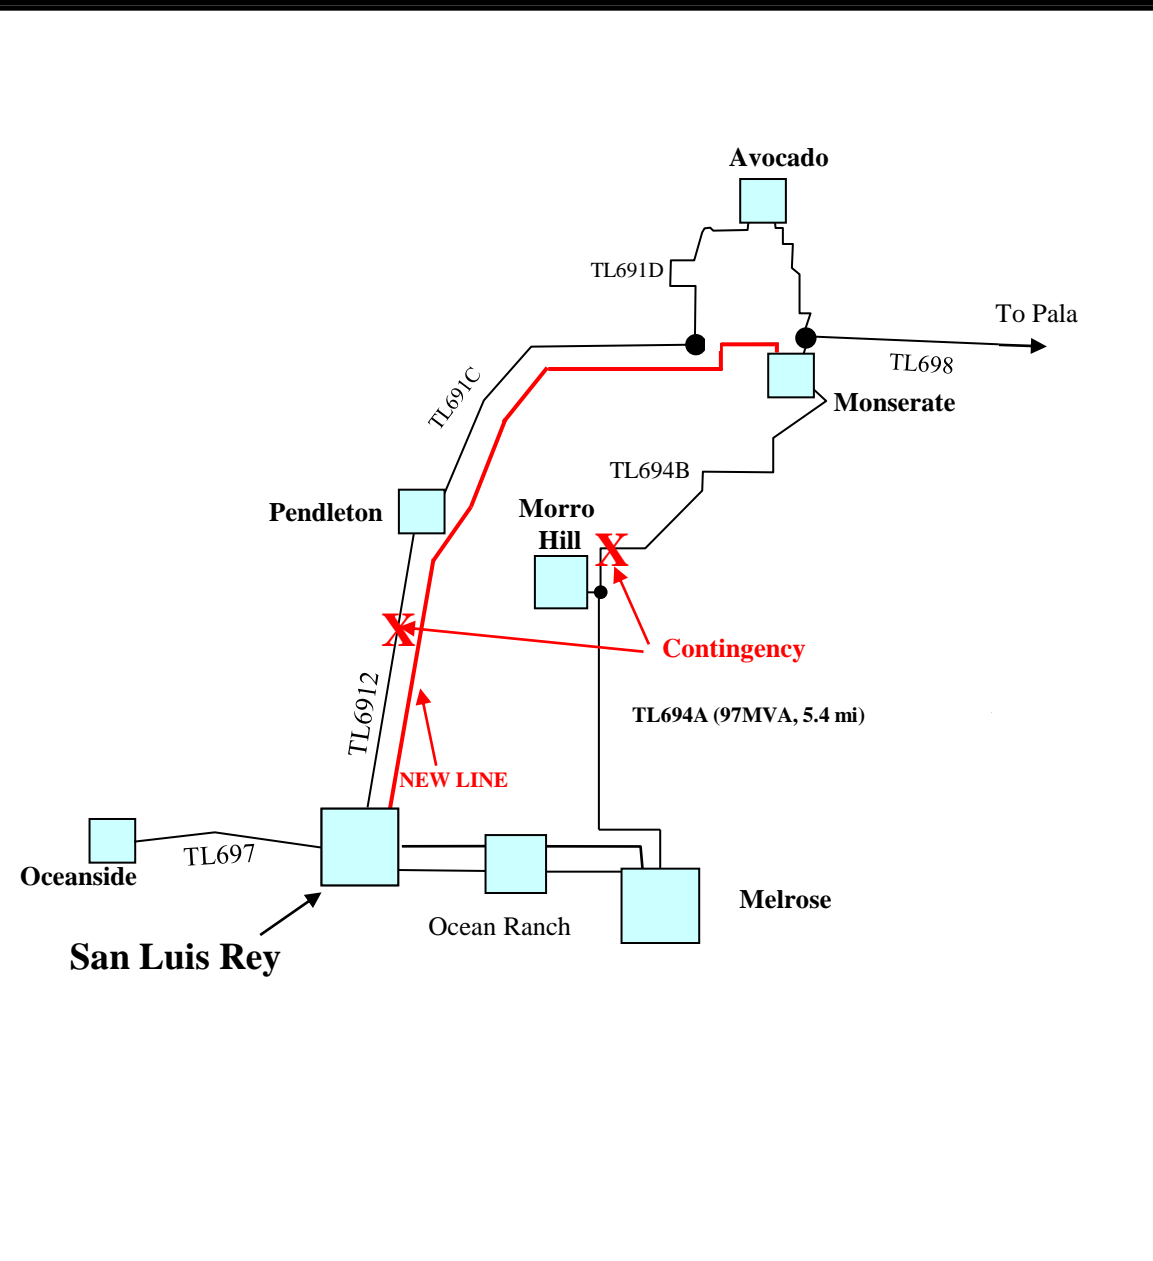 Avocado
TL691D
To Pala
TL698
TL691C
Monserate
TL694B
Morro
Hill
Pendleton
X
X
Contingency
TL6912
TL694A (97MVA, 5.4 mi)
NEW LINE
TL697
Oceanside
Melrose
Ocean Ranch
San Luis Rey